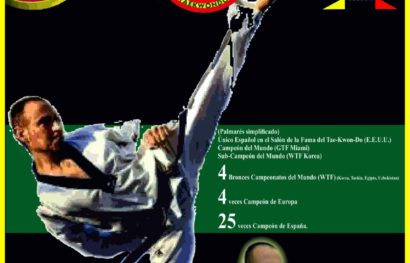 TAEKWONDO
(Palmarés simplificado)
Único Español en el Salón de la Fama del Tae-Kwon-Do (E.E.U.U.)
Campeón del Mundo (GTF Miami)
Sub-Campeón del Mundo (WTF Korea)
4 Bronces Campeonatos del Mundo (WTF) (Korea, Turkía, Egipto, Uzbekistan)
4 veces Campeón de Europa
25 veces Campeón de España.